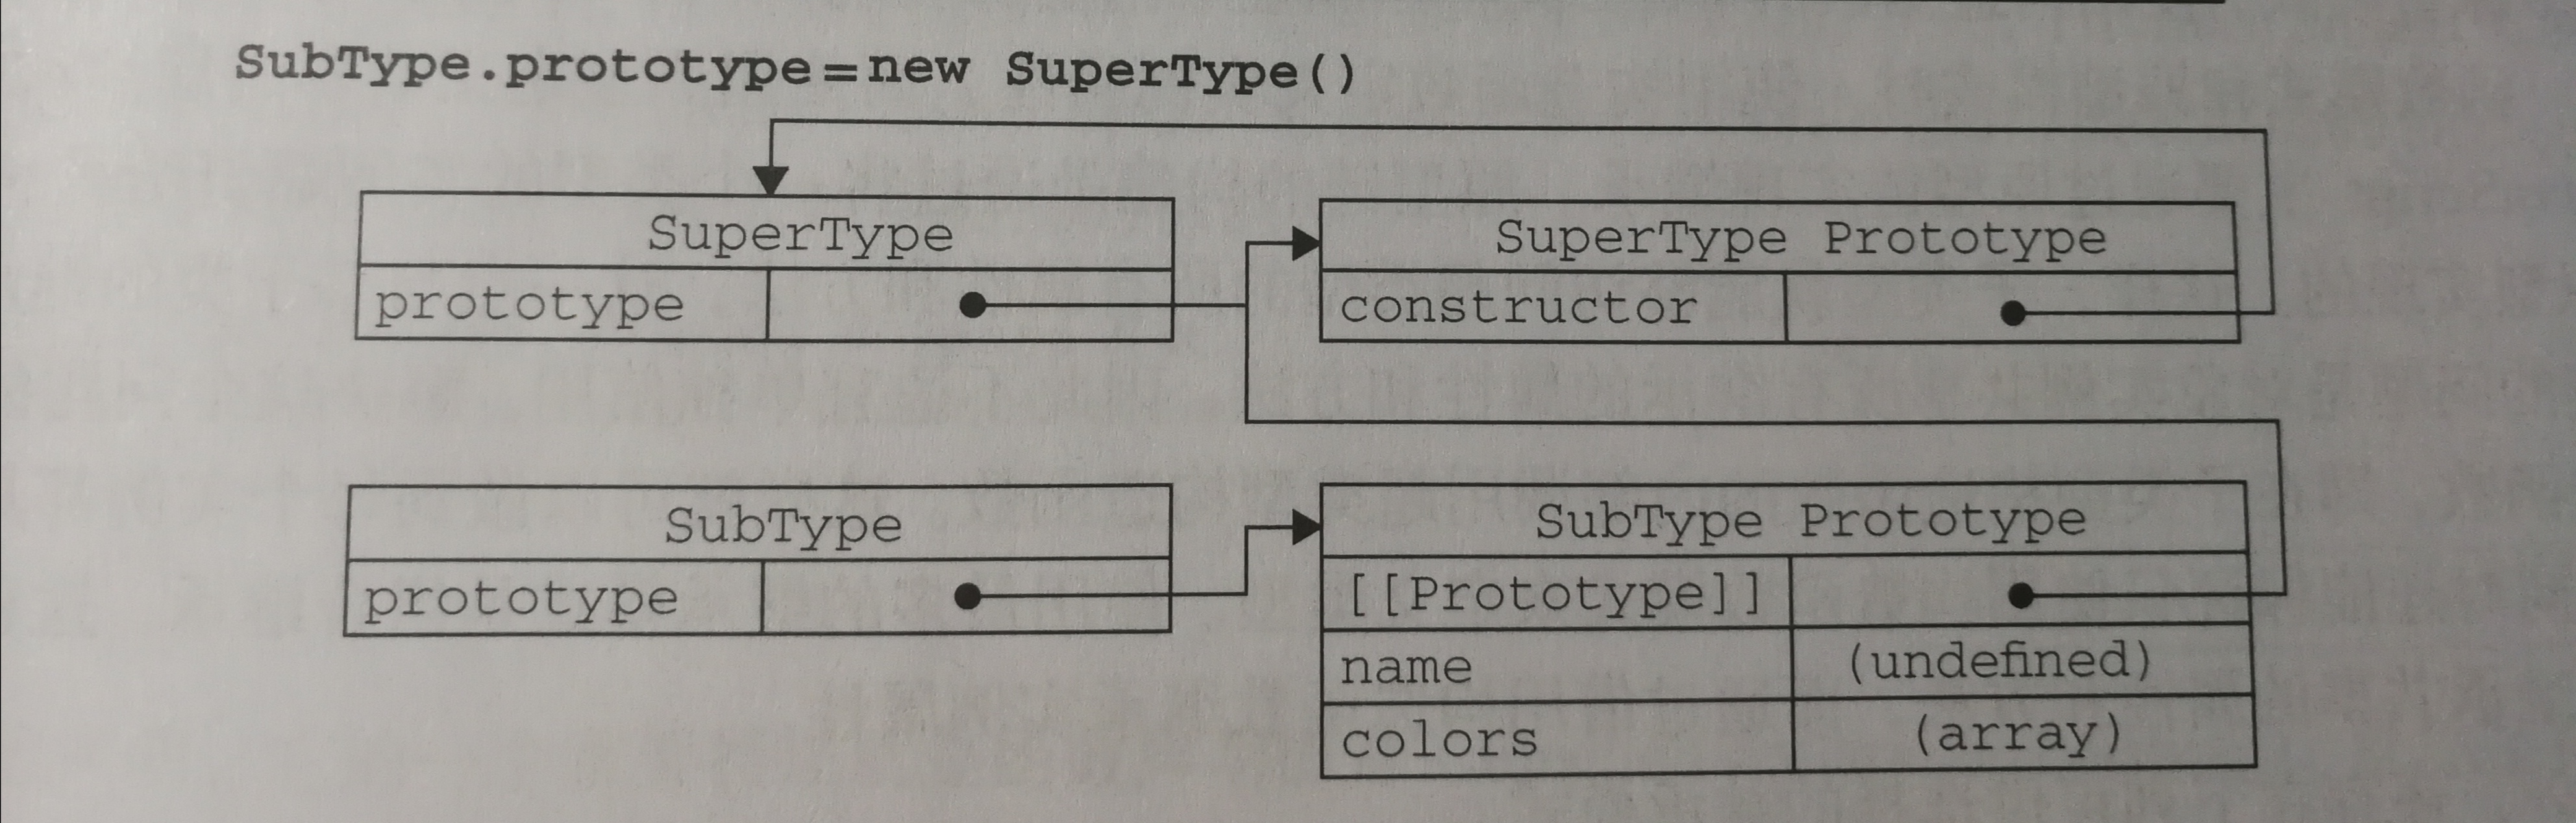 SubType.prototype=new SuperType()
SuperType
prototype
SuperType Prototype
constructor
SubType
prototype
SubType Prototype
[[Prototype]]
name (undefined)
colors (array)